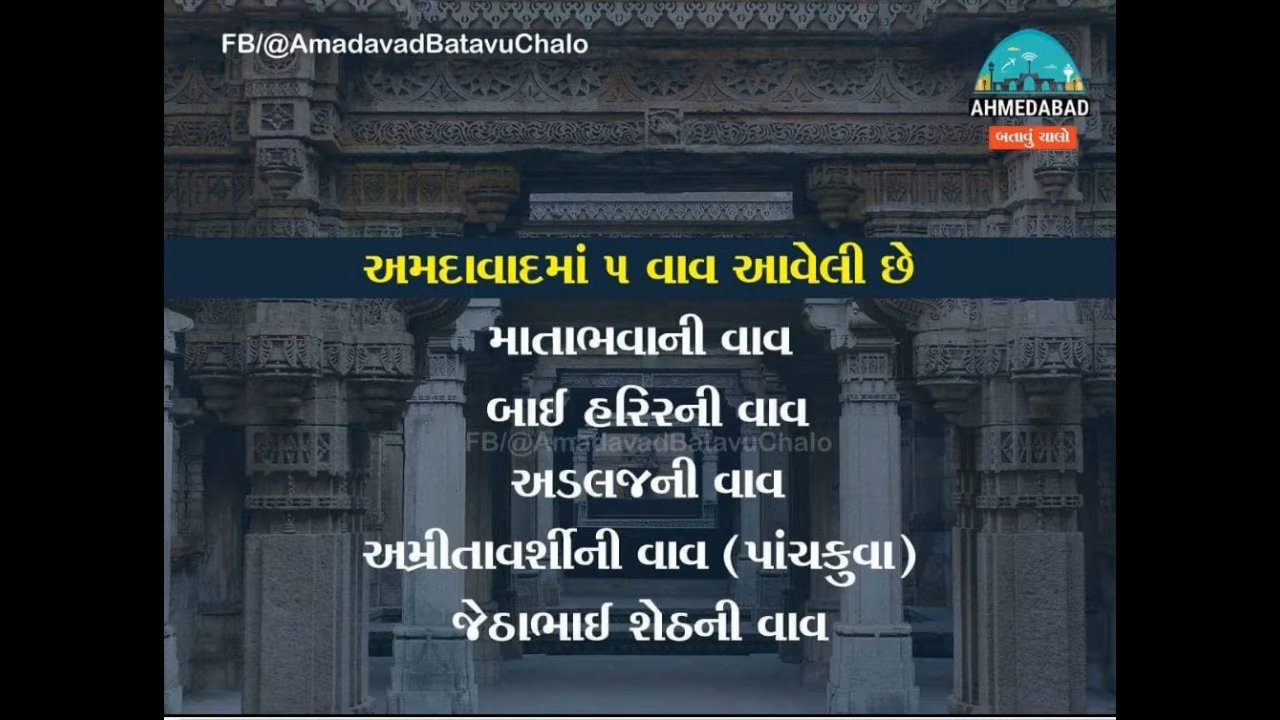 FB/@AmadavadBatavuChalo
AHMEDABAD
બતાવું ચાલો
અમદાવાદમાં ૫ વાવ આવેલી છે
માતાભવાની વાવ
બાઈ હરિરની વાવ
FB/@AmadavadBatavuChalo
અડલજની વાવ
અમ્રીતાવર્શીની વાવ (પાંચકુવા)
જેઠાભાઈ શેઠની વાવ